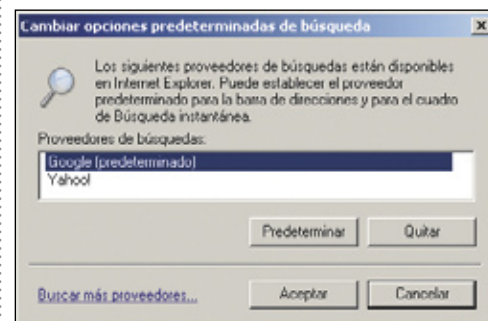 Cambiar opciones predeterminadas de búsqueda
Los siguientes proveedores de búsquedas están disponibles
en Internet Explorer. Puede establecer el proveedor
predeterminado para la barra de direcciones y para el cuadro
de Búsqueda instantánea.
Proveedores de búsquedas:
Google (predeterminado)
Yahoo!
Predeterminar
Quitar
Buscar más proveedores...
Aceptar
Cancelar